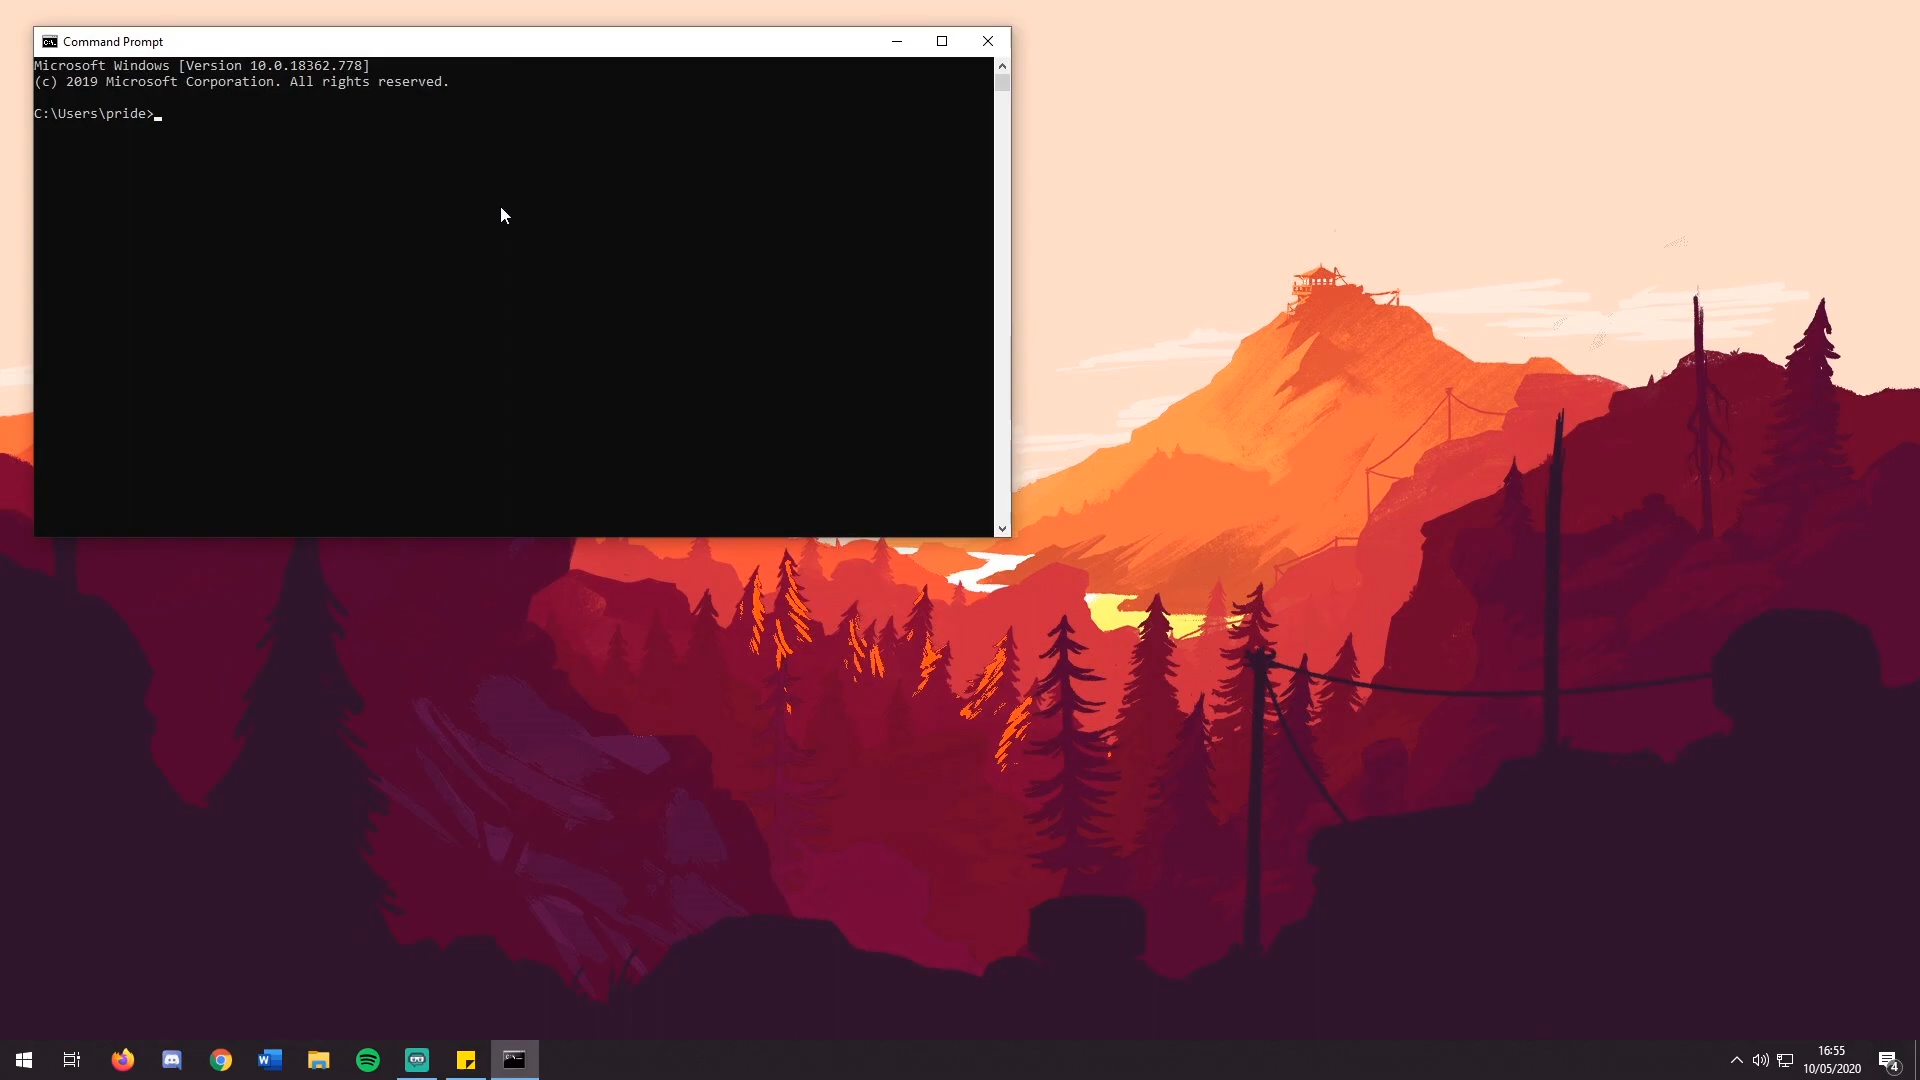 Command Prompt
Microsoft Windows [Version 10.0.18362.778]
(c) 2019 Microsoft Corporation. All rights reserved.
C:\Users\pride>
16:55
10/05/2020
4